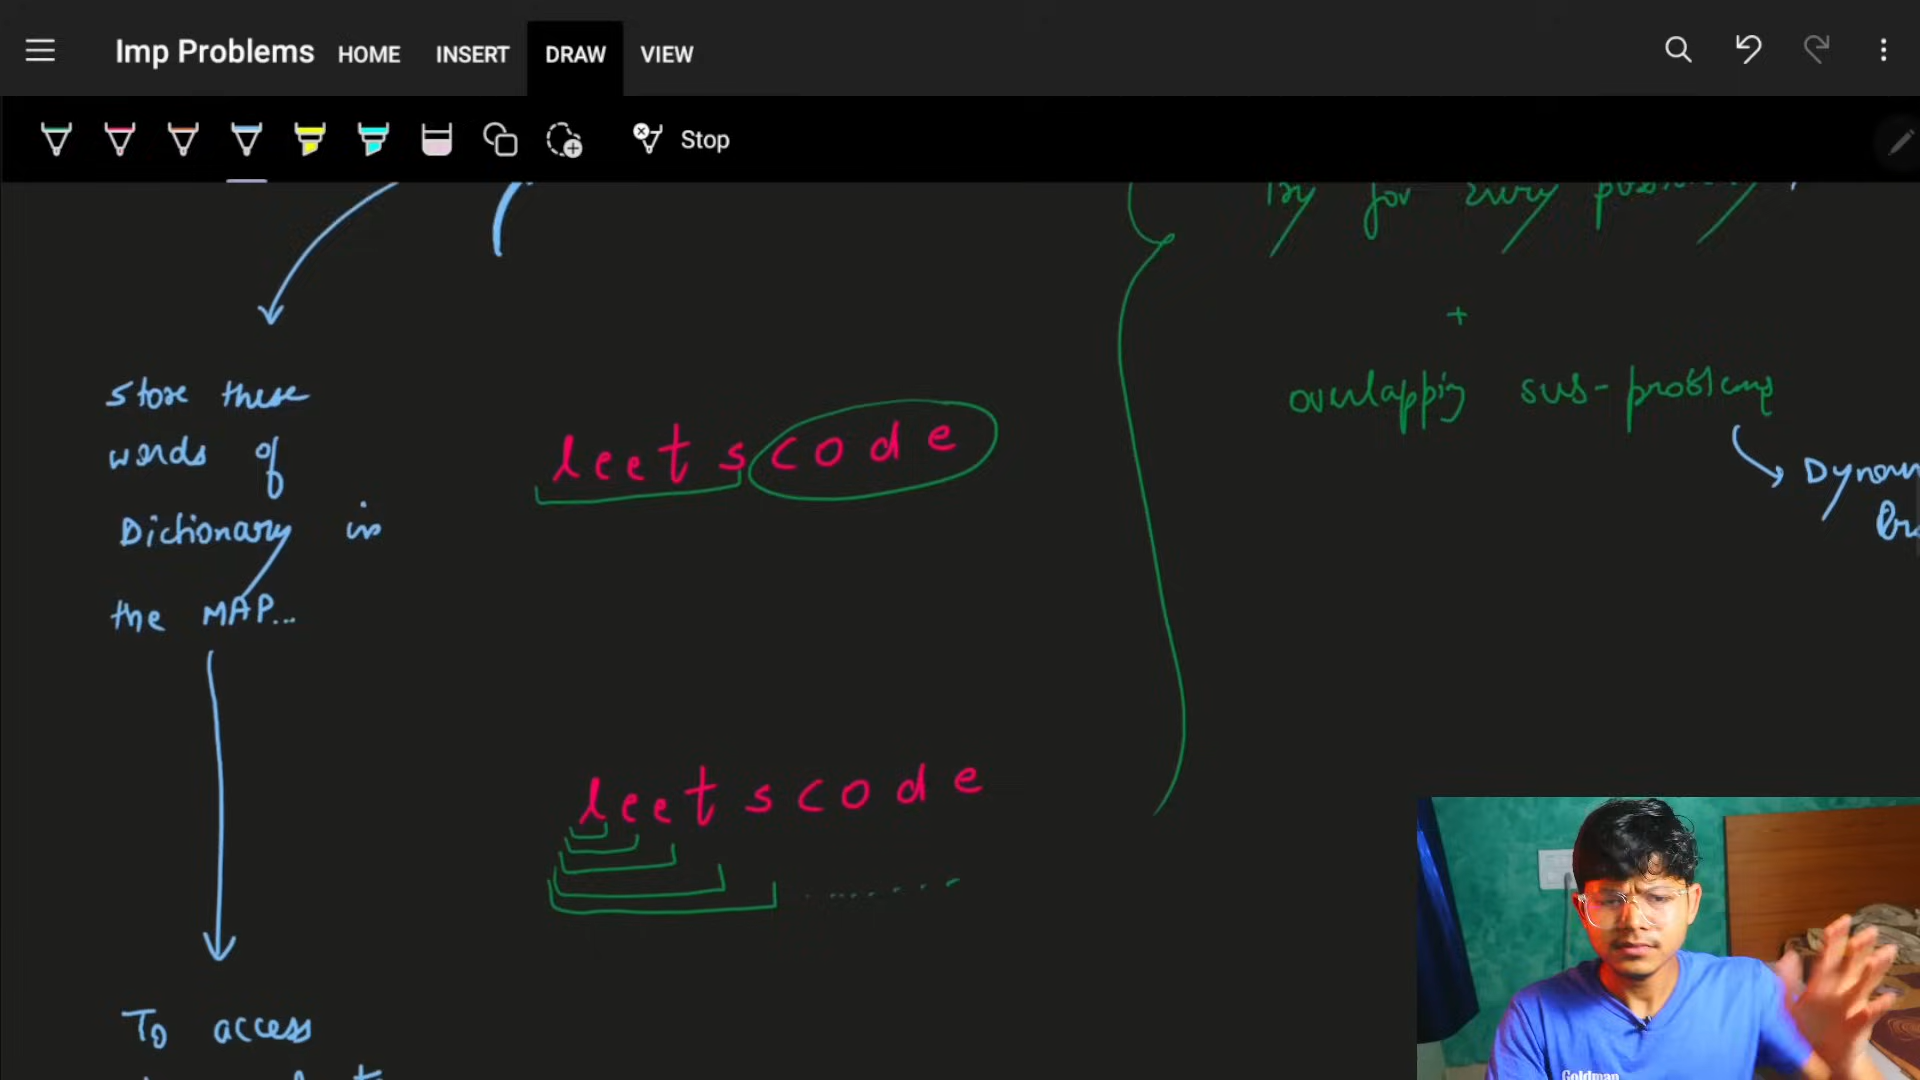 Imp Problems HOME INSERT DRAW VIEW
Stop
Try for every
+
overlapping sub-problems
Store these
words of
Dictionary in
the MAP...
leetscode
leetscode
To access
Goldman